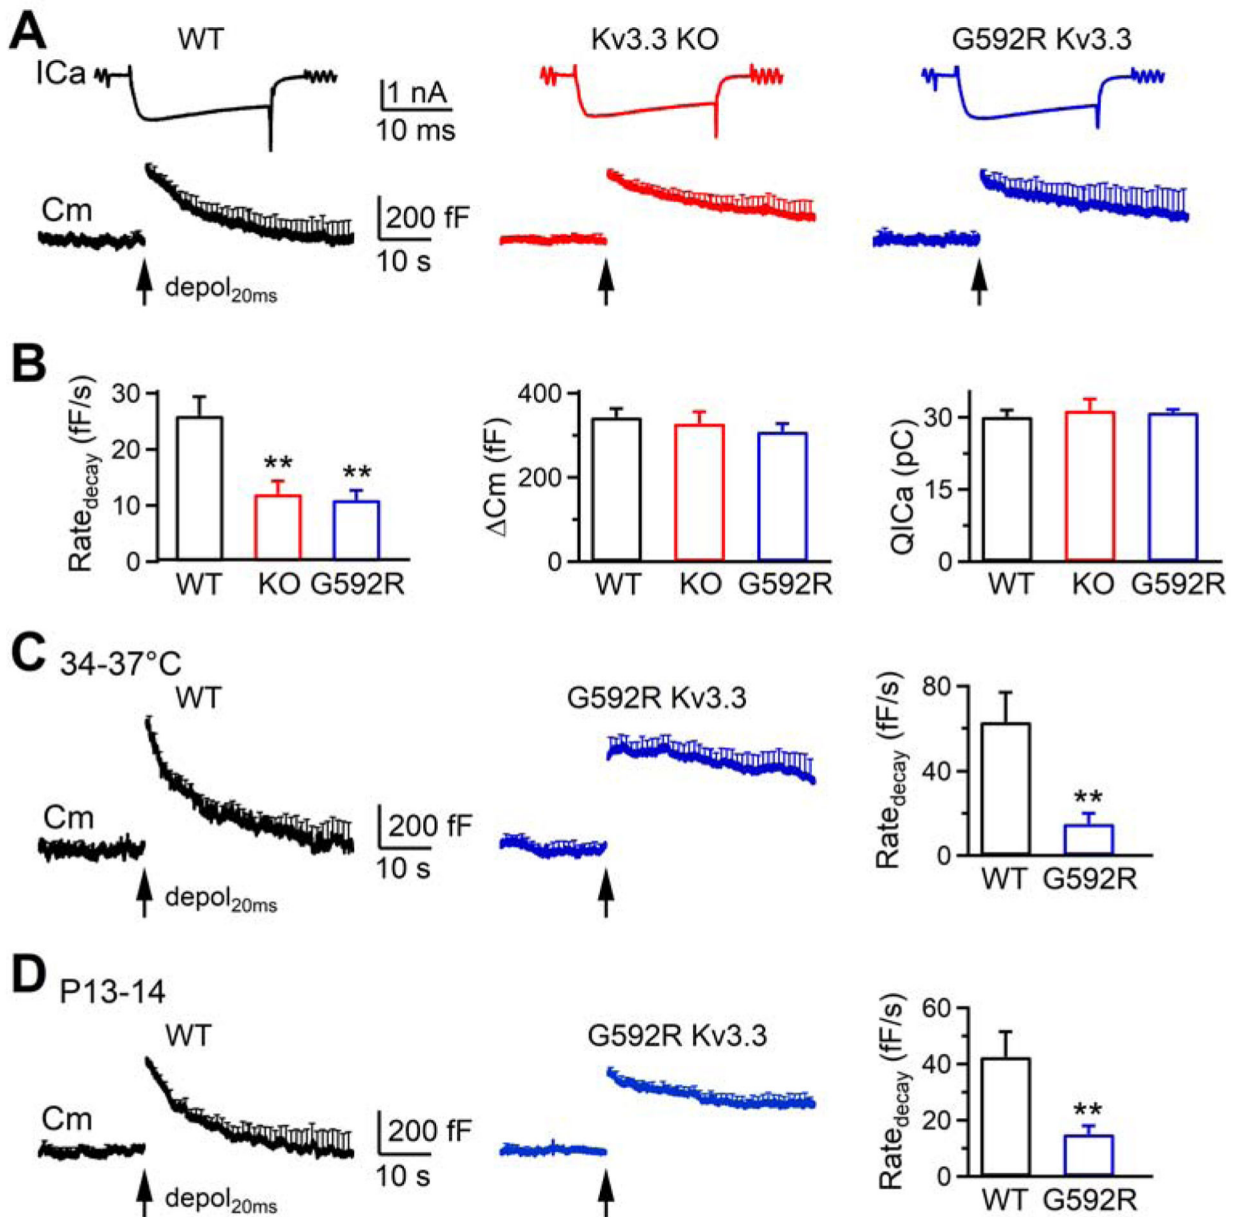 A
WT
Kv3.3 KO
G592R Kv3.3
ICa
1 nA
10 ms
Cm
200 fF
10 s
depol20ms
B
Ratedecay (fF/s)
30
20
10
0
WT
KO
G592R
ΔCm (fF)
400
200
0
WT
KO
G592R
QICa (pC)
30
15
0
WT
KO
G592R
**
**
C
34-37°C
WT
G592R Kv3.3
Cm
200 fF
10 s
depol20ms
Ratedecay (fF/s)
80
40
0
**
WT
G592R
D
P13-14
WT
G592R Kv3.3
Cm
200 fF
10 s
depol20ms
Ratedecay (fF/s)
60
40
20
0
**
WT
G592R